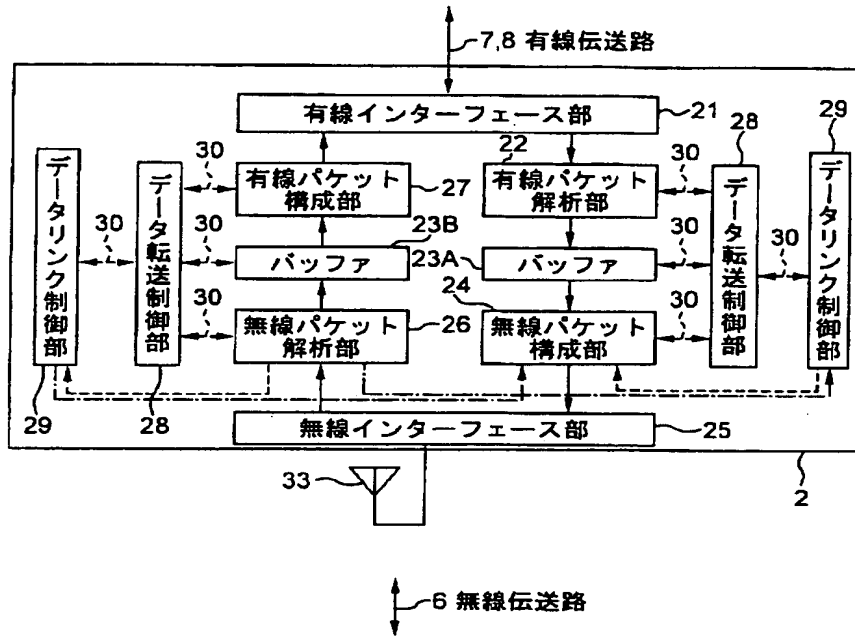 7,8 有線伝送路
有線インターフェース部
21
29
データリンク制御部
30
データ転送制御部
30
有線パケット
構成部
27
22
有線パケット
解析部
30
28
データ転送制御部
29
データリンク制御部
30
23B
バッファ
23A
バッファ
30
30
30
無線パケット
解析部
26
24
無線パケット
構成部
30
28
無線インターフェース部
25
33
2
6 無線伝送路